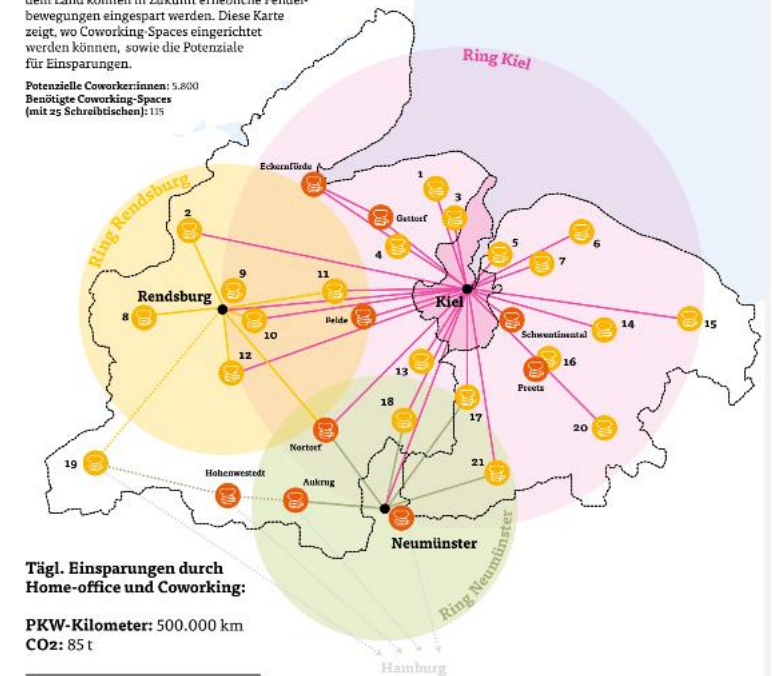 dem Land können in Zukunft erhebliche Pendel-
bewegungen eingespart werden. Diese Karte
zeigt, wo Coworking-Spaces eingerichtet
werden können, sowie die Potenziale
für Einsparungen.
Potenzielle Coworker:innen: 5.800
Benötigte Coworking-Spaces
(mit 25 Schreibtischen): 115
Ring Kiel
Eckernförde
1
3
Ring Rendsburg
2
Gettorf
4
5
6
7
9
11
Rendsburg
Kiel
8
10
Felde
Schwentinental
14
15
12
13
16
Preetz
18
17
20
Nortorf
19
21
Hohenwestedt
Aukrug
Neumünster
Ring Neumünster
Tägl. Einsparungen durch
Home-office und Coworking:
PKW-Kilometer: 500.000 km
CO2: 85 t
Hamburg